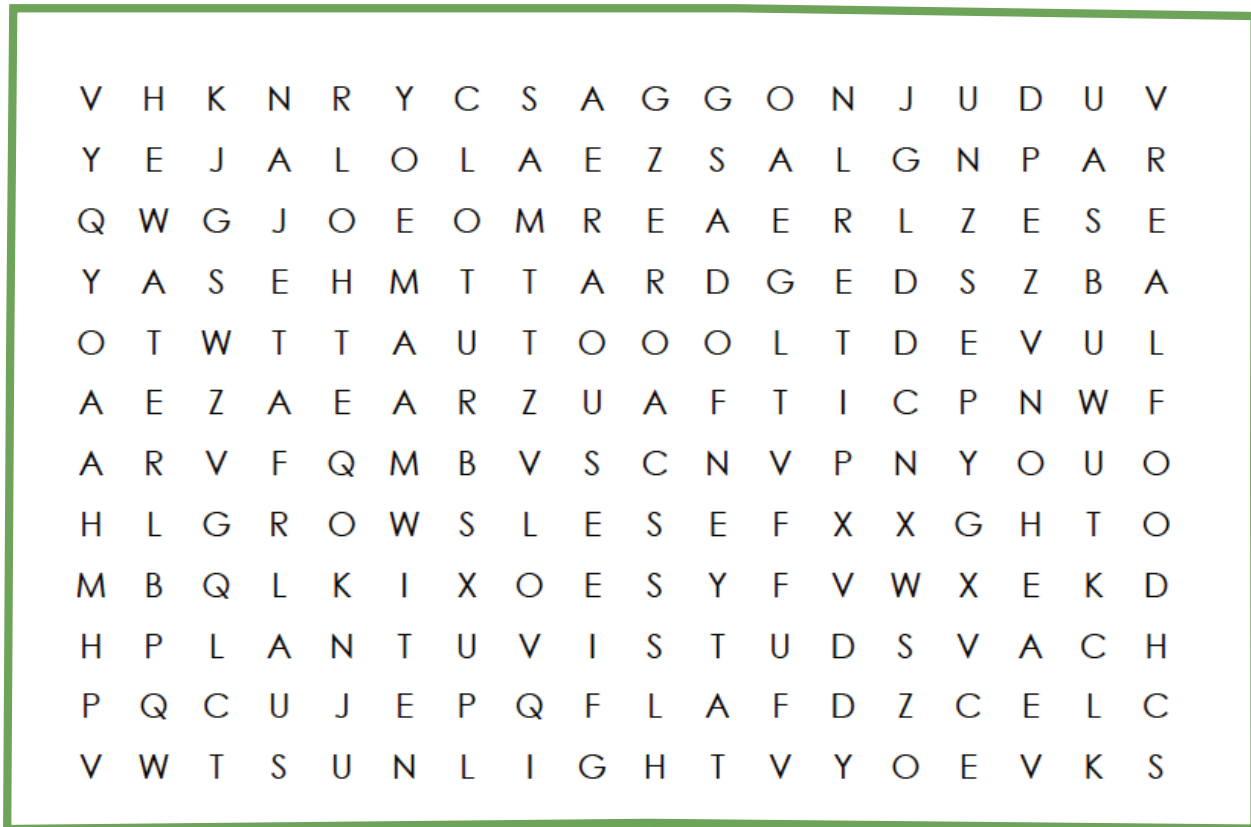 V H K N R Y C S A G G O N J U D U V
Y E J A L O L A E Z S A L G N P A R
Q W G J O E O M R E A E R L Z E S E
Y A S E H M T T A R D G E D S Z B A
O T W T T A U T O O O L T D E V U L
A E Z A E A R Z U A F T I C P N W F
A R V F Q M B V S C N V P N Y O U O
H L G R O W S L E S E F X X G H T O
M B Q L K I X O E S Y F V W X E K D
H P L A N T U V I S T U D S V A C H
P Q C U J E P Q F L A F D Z C E L C
V W T S U N L I G H T V Y O E V K S